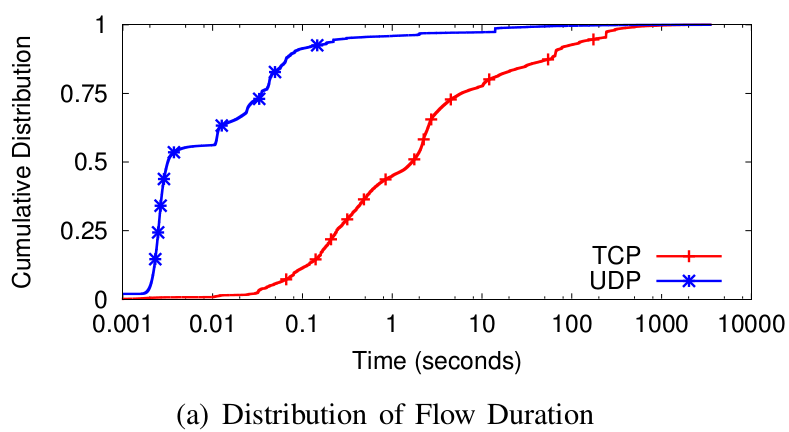 1
0.75
0.5
0.25
0
Cumulative Distribution
TCP
UDP
0.001 0.01 0.1 1 10 100 1000 10000
Time (seconds)
(a) Distribution of Flow Duration